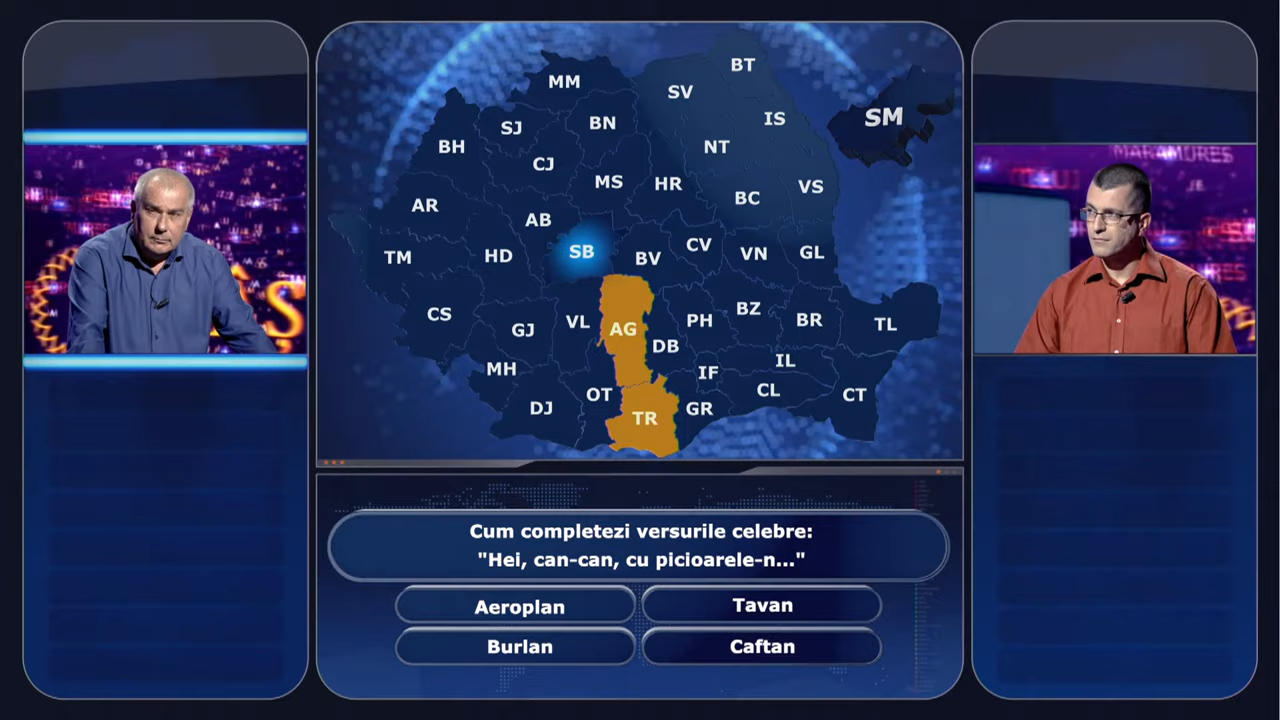 MARAMUREȘ
BT
MM
SV
SM
IS
BN
SJ
BH
NT
CJ
MS
HR
VS
BC
AR
AB
CV
SB
VN
GL
HD
TM
BV
BZ
CS
VL
PH
BR
TL
GJ
AG
DB
IL
MH
IF
CL
OT
CT
DJ
GR
TR
Cum completezi versurile celebre:
"Hei, can-can, cu picioarele-n..."
Aeroplan
Tavan
Burlan
Caftan